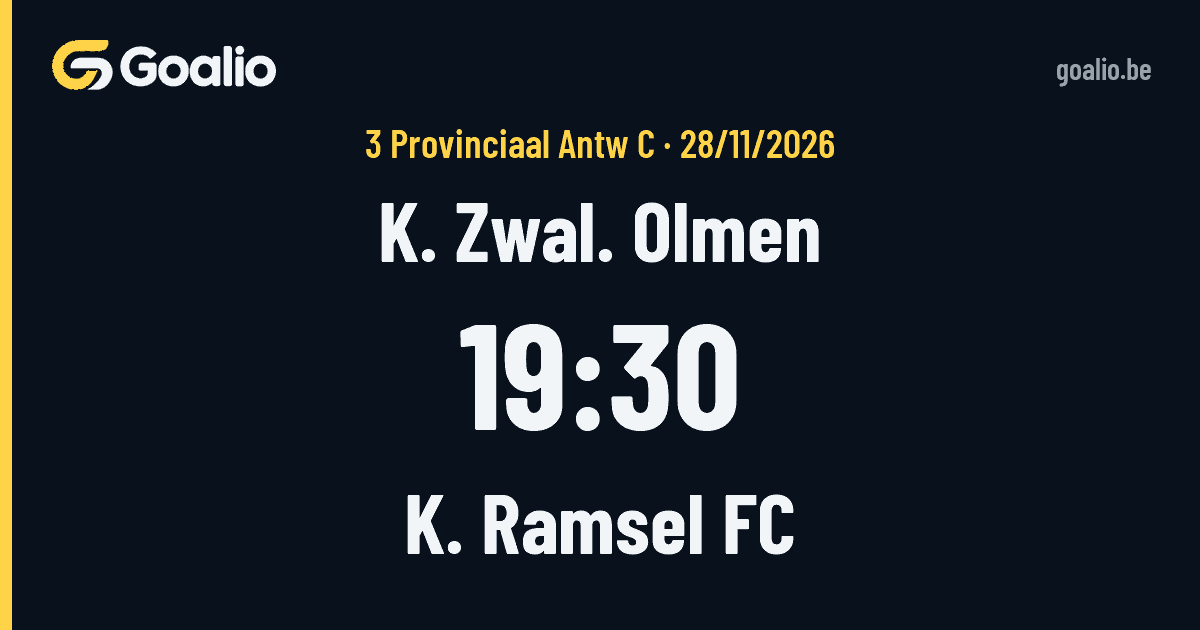 Goalio
goalio.be
3 Provinciaal Antw C · 28/11/2026
K. Zwal. Olmen
19:30
K. Ramsel FC